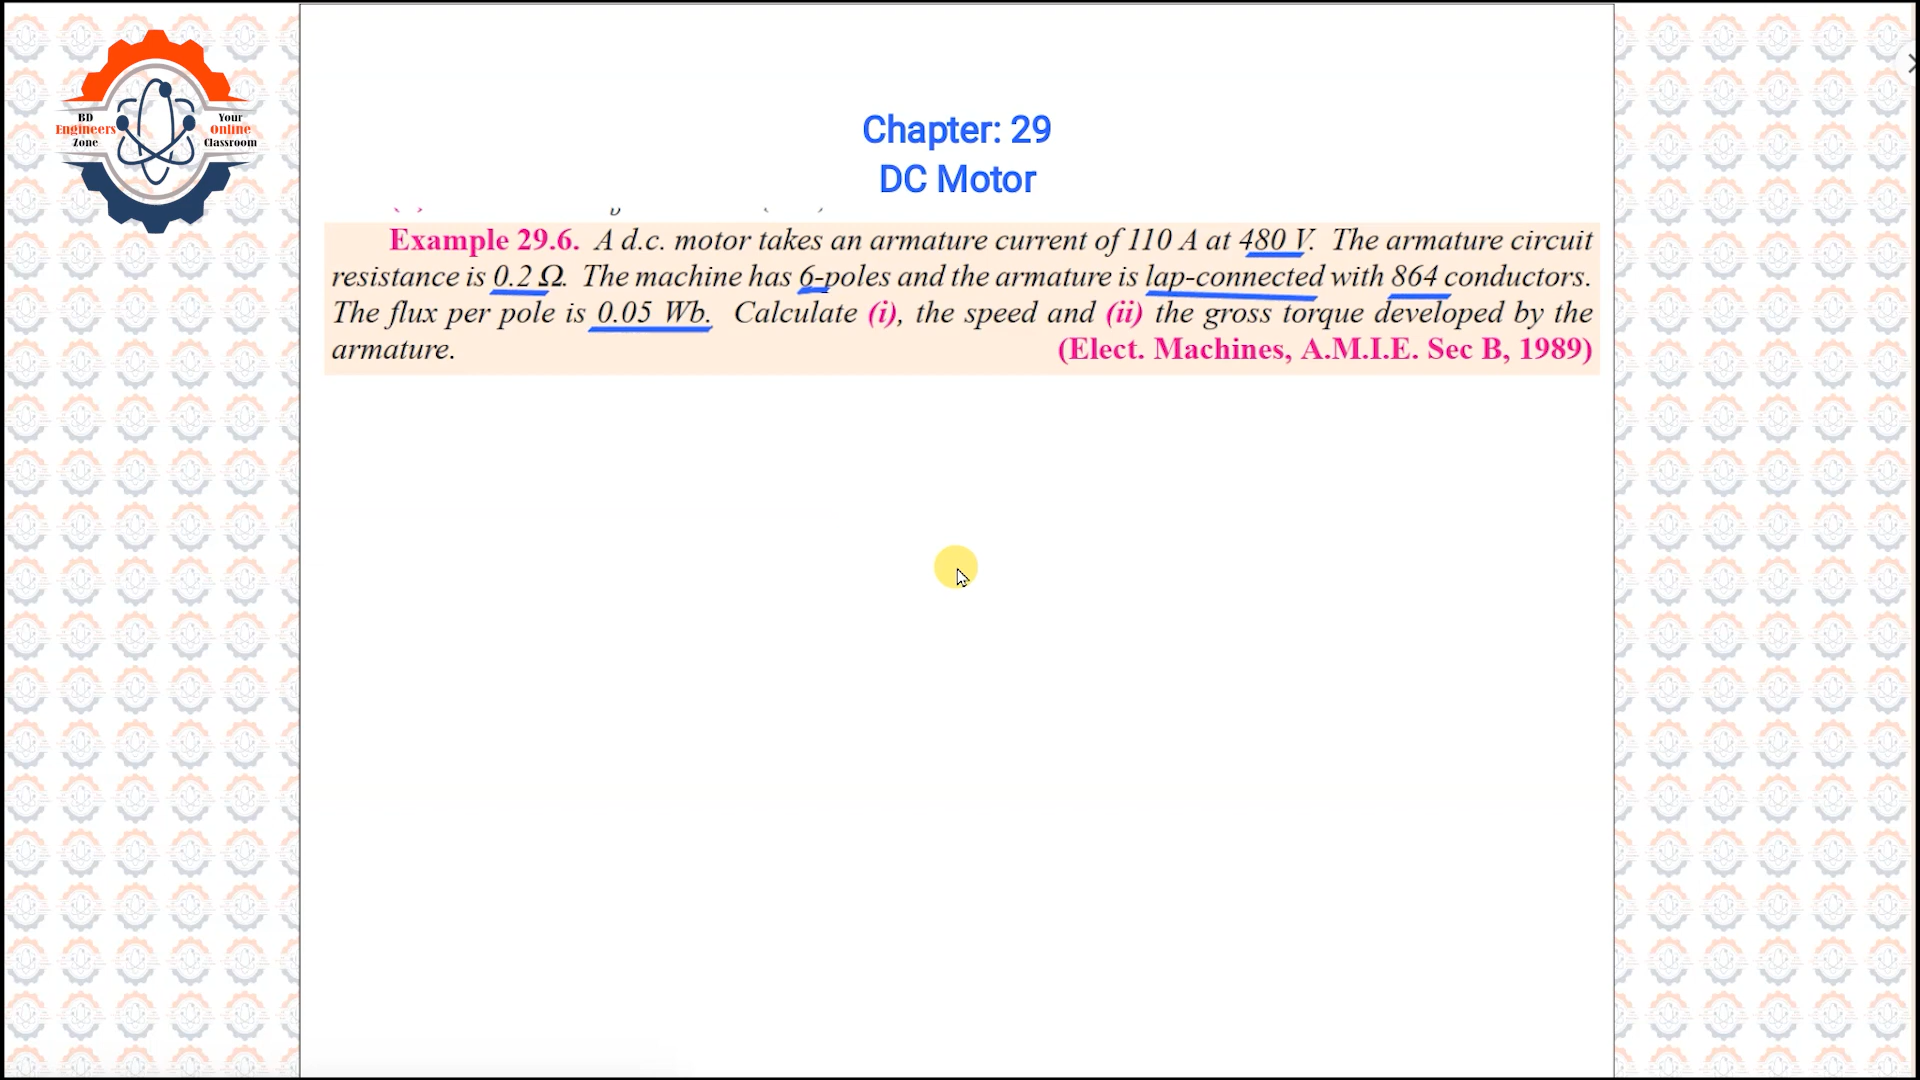 BD
Engineers
Zone
Your
Online
Classroom
Chapter: 29
DC Motor
Example 29.6. A d.c. motor takes an armature current of 110 A at 480 V. The armature circuit
resistance is 0.2 Ω. The machine has 6-poles and the armature is lap-connected with 864 conductors.
The flux per pole is 0.05 Wb. Calculate (i), the speed and (ii) the gross torque developed by the
armature. (Elect. Machines, A.M.I.E. Sec B, 1989)